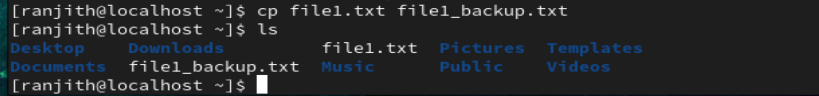 [ranjith@localhost ~]$ cp file1.txt file1_backup.txt
[ranjith@localhost ~]$ ls
Desktop    Downloads         file1.txt  Pictures  Templates
Documents  file1_backup.txt  Music      Public    Videos
[ranjith@localhost ~]$